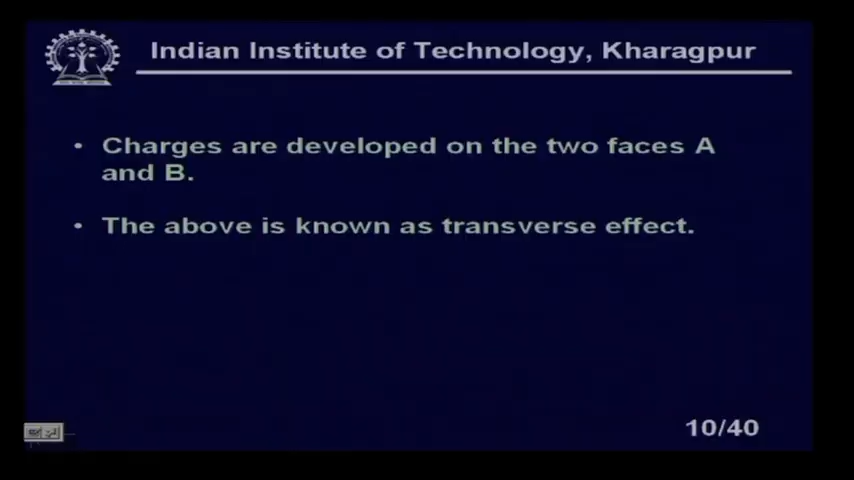 Indian Institute of Technology, Kharagpur
• Charges are developed on the two faces A
and B.
• The above is known as transverse effect.
10/40